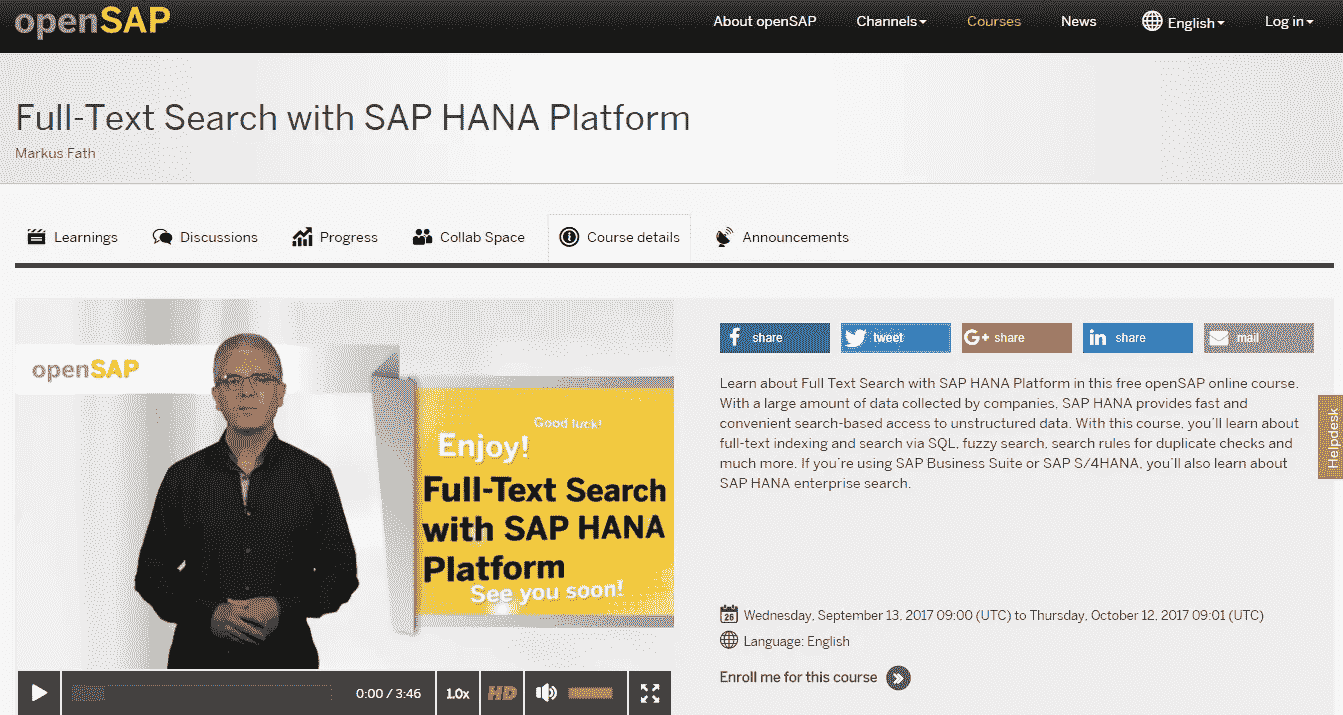 openSAP
About openSAP
Channels
Courses
News
English
Log in
Full-Text Search with SAP HANA Platform
Markus Fath
Learnings
Discussions
Progress
Collab Space
Course details
Announcements
openSAP
Good luck!
Enjoy!
Full-Text Search
with SAP HANA
Platform
See you soon!
0:00 / 3:46
1.0x
HD
share
tweet
G+ share
in share
mail
Learn about Full Text Search with SAP HANA Platform in this free openSAP online course.
With a large amount of data collected by companies, SAP HANA provides fast and
convenient search-based access to unstructured data. With this course, you´ll learn about
full-text indexing and search via SQL, fuzzy search, search rules for duplicate checks and
much more. If you´re using SAP Business Suite or SAP S/4HANA, you´ll also learn about
SAP HANA enterprise search.
Helpdesk
26 Wednesday, September 13, 2017 09:00 (UTC) to Thursday, October 12, 2017 09:01 (UTC)
Language: English
Enroll me for this course